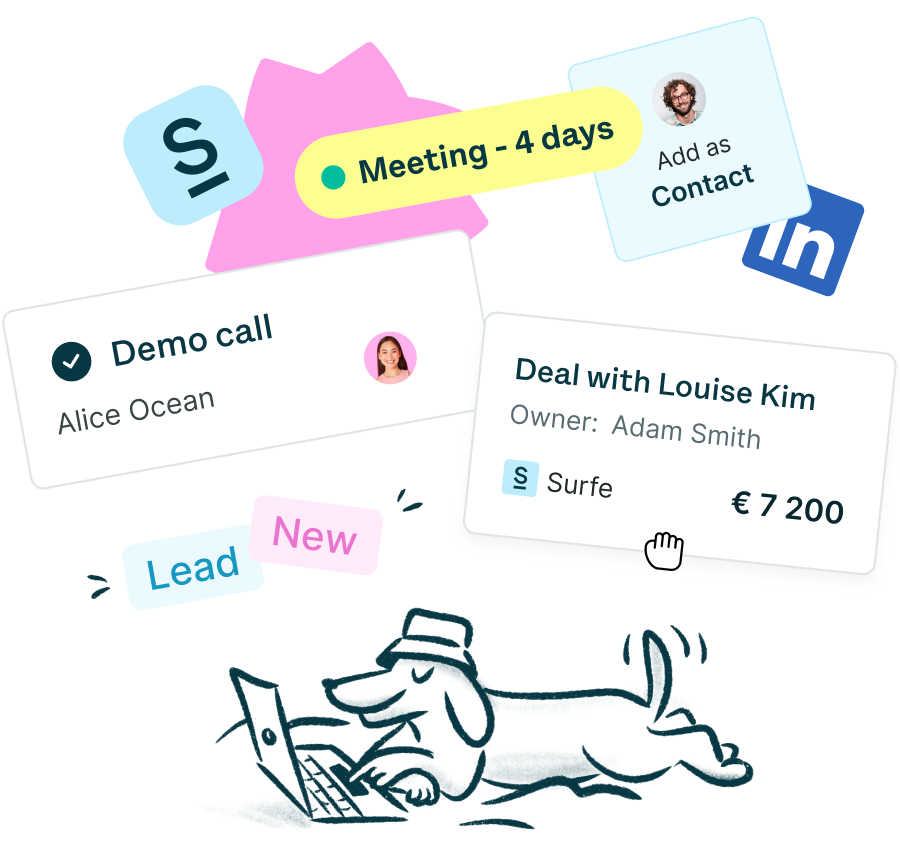 S
Meeting - 4 days
Add as
Contact
in
Demo call
Alice Ocean
Deal with Louise Kim
Owner: Adam Smith
S Surfe
€ 7 200
New
Lead